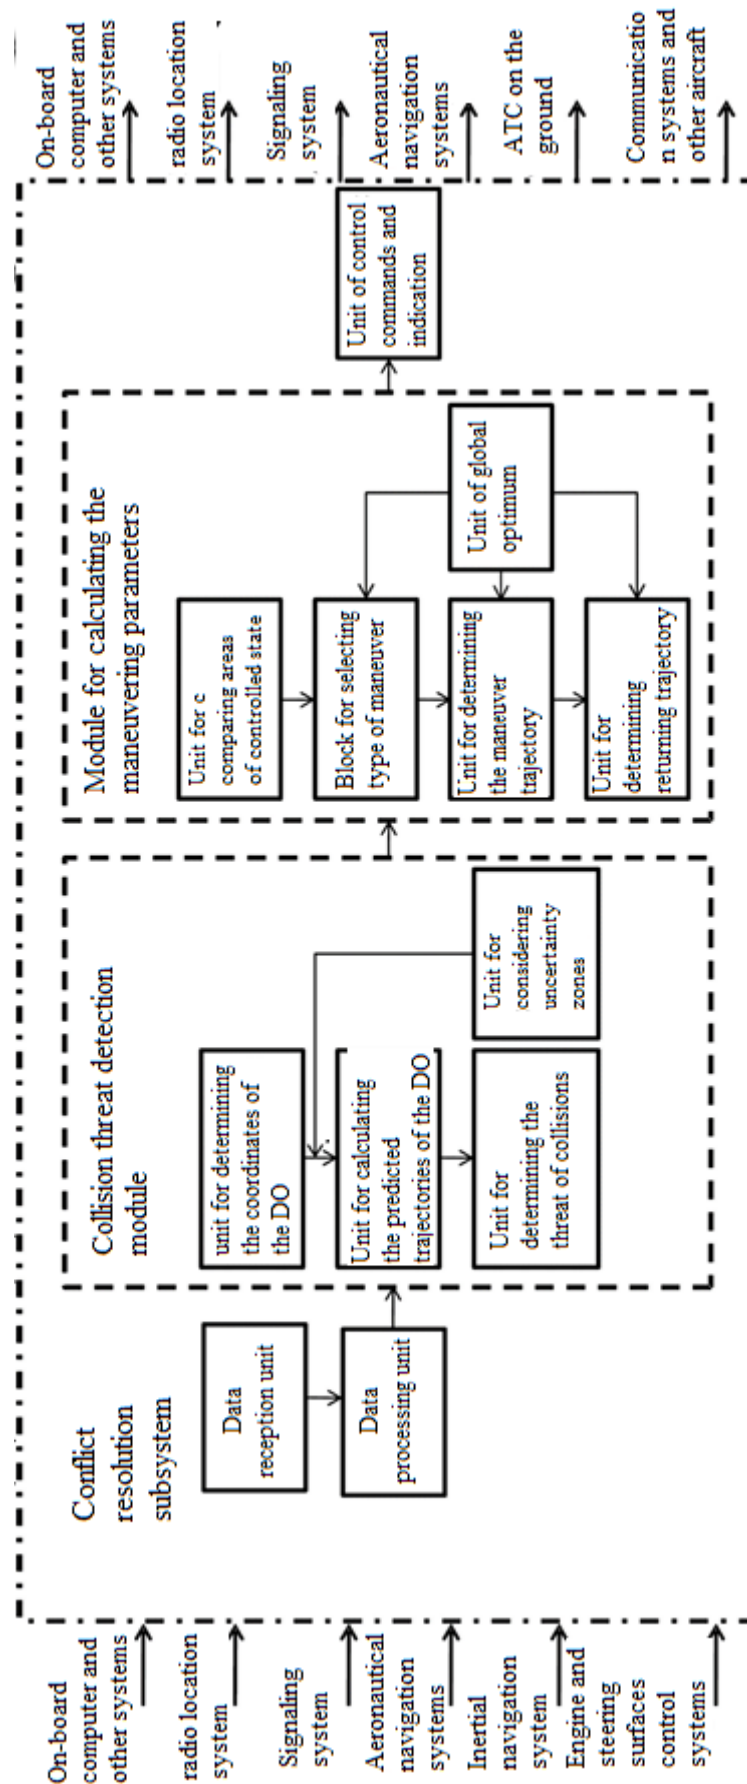 On-board
computer and
other systems
radio location
system
Signaling
system
Aeronautical
navigation
systems
Inertial
navigation
system
Engine and
steering
surfaces
control
systems
Conflict
resolution
subsystem
Data
reception unit
Data
processing unit
Collision threat detection
module
unit for determining
the coordinates of
the DO
Unit for calculating
the predicted
trajectories of the DO
Unit for
determining the
threat of collisions
Unit for
considering
uncertainty
zones
Module for calculating the
maneuvering parameters
Unit for c
comparing areas
of controlled state
Block for selecting
type of maneuver
Unit for determining
the maneuver
trajectory
Unit for
determining
returning trajectory
Unit of global
optimum
Unit of control
commands and
indication
On-board
computer and
other systems
radio location
system
Signaling
system
Aeronautical
navigation
systems
ATC on the
ground
Communicatio
n systems and
other aircraft